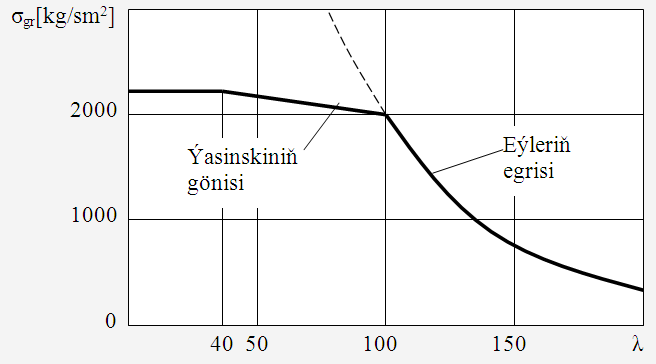 σgr[kg/sm²]
2000
Ýasinskiniň
gönisi
Eýleriň
egrisi
1000
0
40 50 100 150 λ